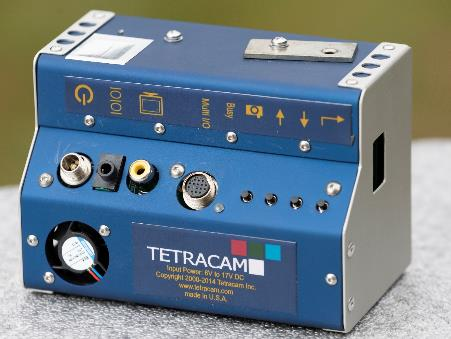 IOIOI
Multi I/O
Busy
TETRACAM
Input Power: 6V to 17V DC
Copyright 2000-2014 Tetracam Inc.
www.tetracam.com
made in U.S.A.